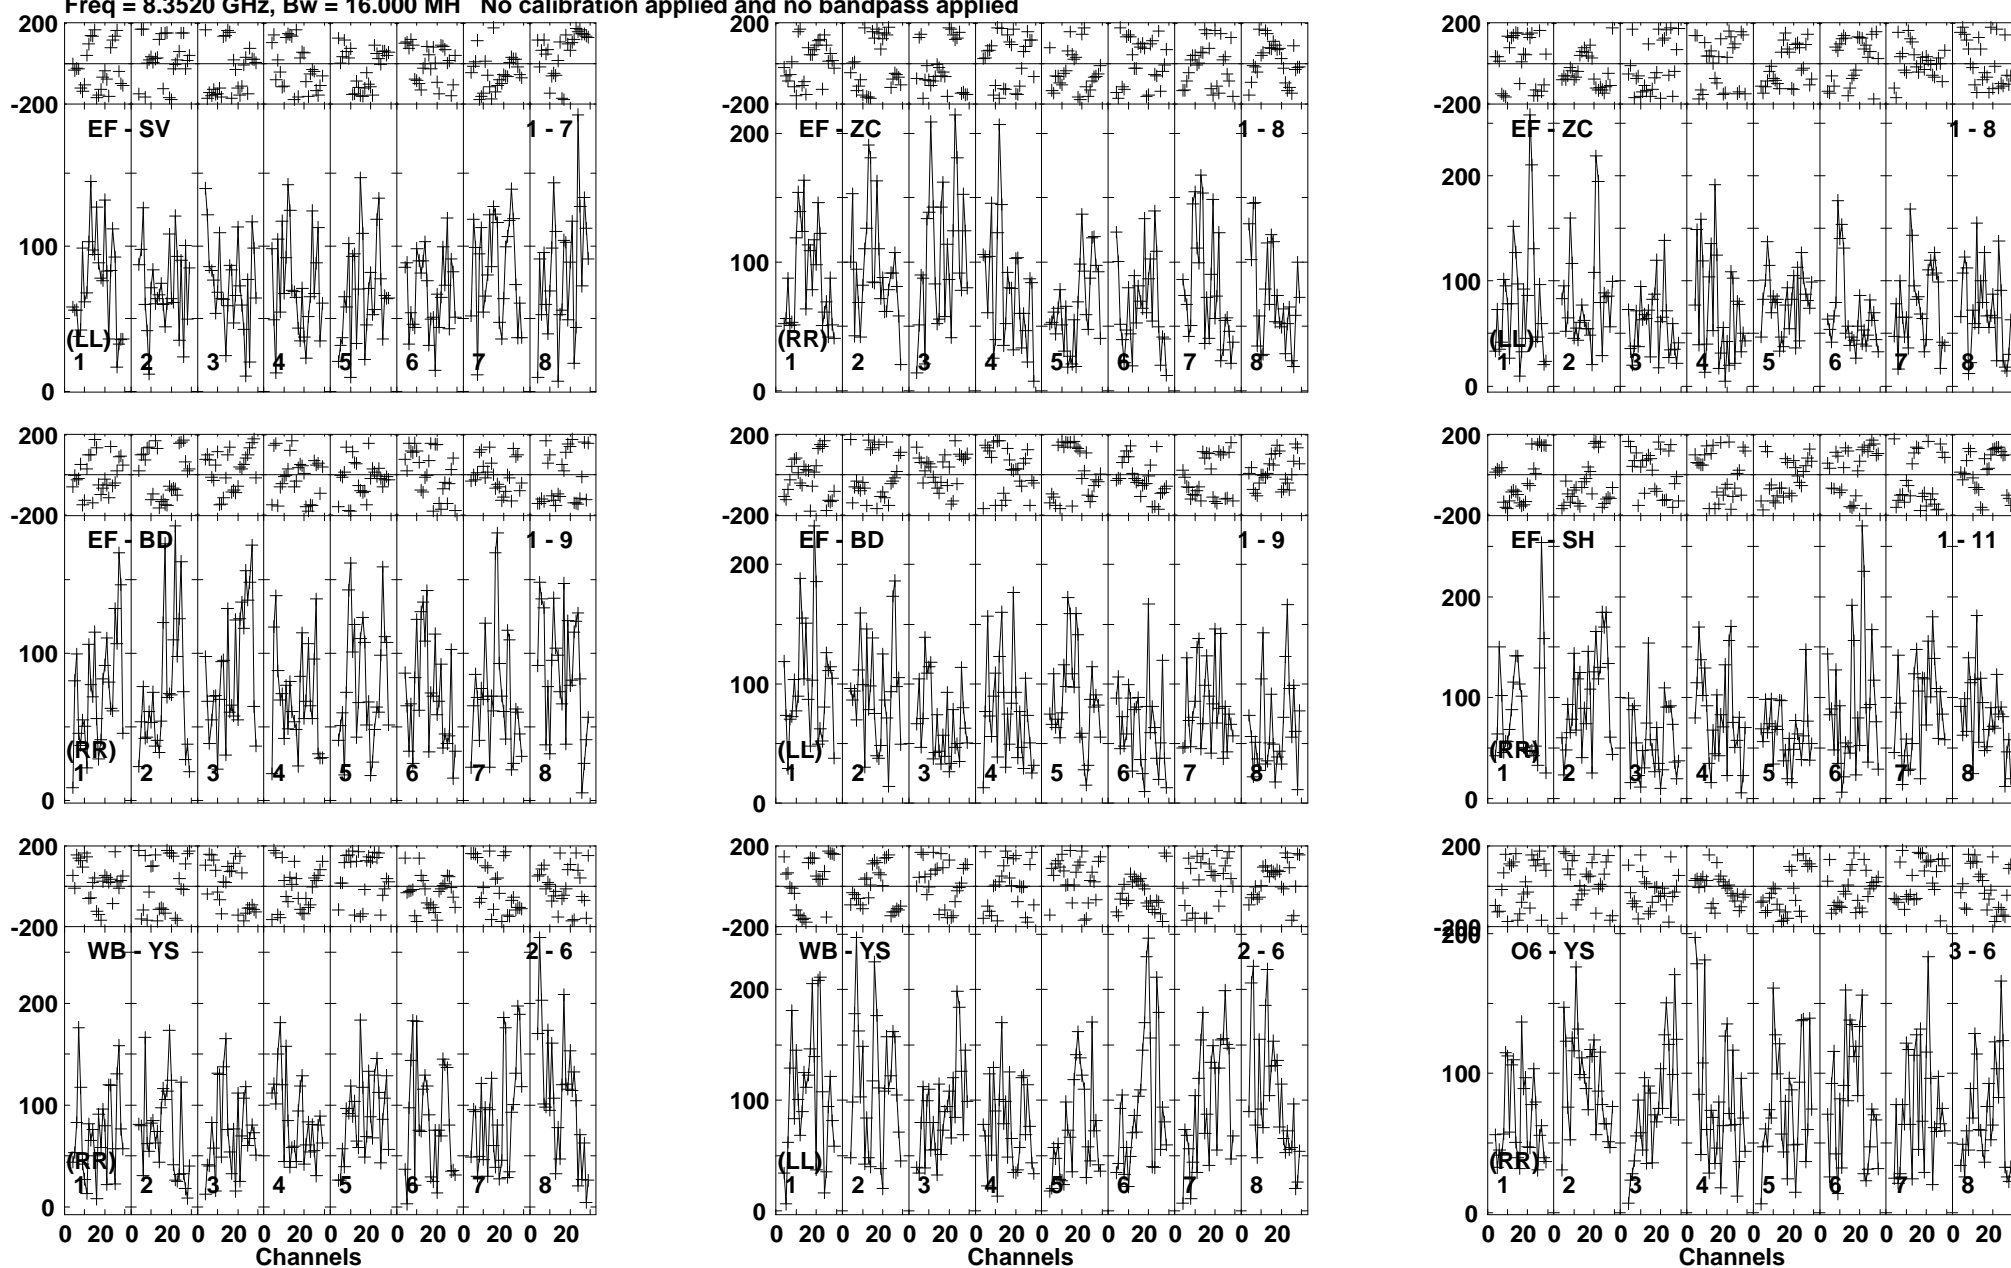 Freq = 8.3520 GHz, Bw = 16.000 MH No calibration applied and no bandpass applied
200 200 200
-200 -200 -200
EF - SV 1 - 7 EF - ZC 1 - 8 EF - ZC 1 - 8
200 200
100 100 100
(LL) (RR) (LL)
1 2 3 4 5 6 7 8 1 2 3 4 5 6 7 8 1 2 3 4 5 6 7 8
0 0 0
200 200 200
-200 -200 -200
EF - BD 1 - 9 EF - BD 1 - 9 EF - SH 1 - 11
200 200
100 100 100
(RR) (LL) (RR)
1 2 3 4 5 6 7 8 1 2 3 4 5 6 7 8 1 2 3 4 5 6 7 8
0 0 0
200 200 200
-200 -200 -200
200
WB - YS 2 - 6 WB - YS 2 - 6 O6 - YS 3 - 6
200 200
100 100 100
(RR) (LL) (RR)
1 2 3 4 5 6 7 8 1 2 3 4 5 6 7 8 1 2 3 4 5 6 7 8
0 0 0
0 20 0 20 0 20 0 20 0 20 0 20 0 20 0 20 0 20 0 20 0 20 0 20 0 20 0 20 0 20 0 20 0 20 0 20 0 20 0 20 0 20 0 20 0 20 0 20
Channels Channels Channels